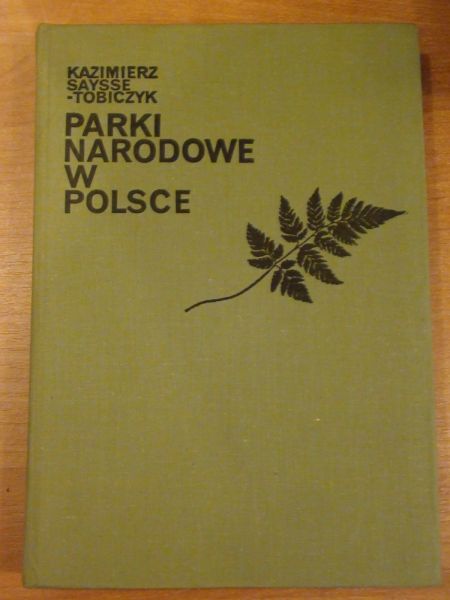 KAZIMIERZ
SAYSSE
-TOBICZYK
PARKI
NARODOWE
W
POLSCE